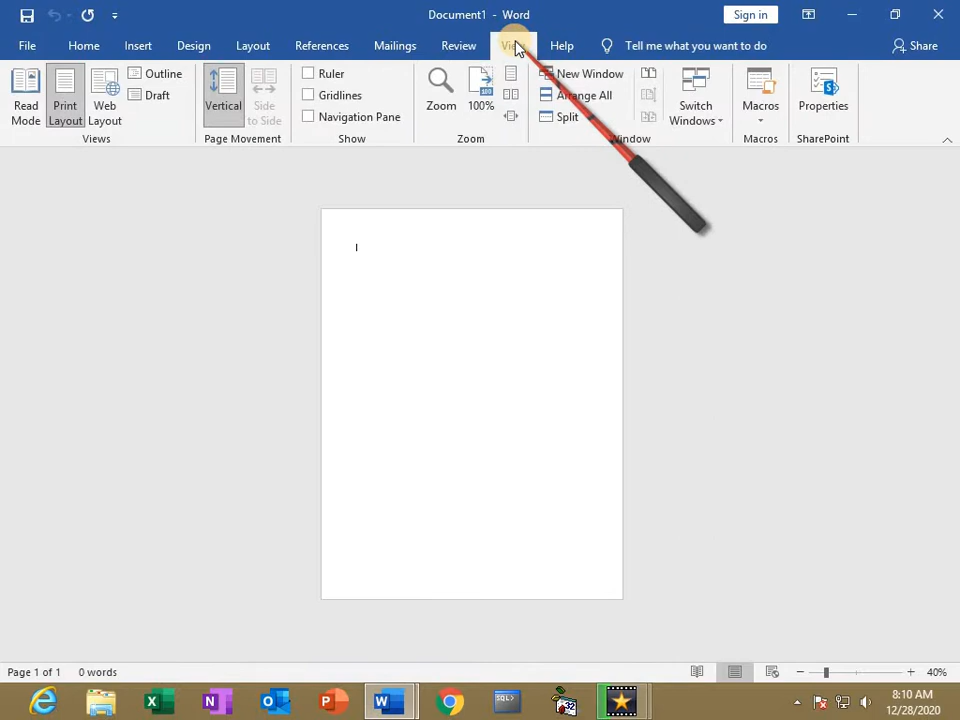 Document1 - Word
Sign in
File Home Insert Design Layout References Mailings Review View Help Tell me what you want to do Share
Read Mode
Print Layout
Web Layout
Outline
Draft
Views
Vertical
Side to Side
Page Movement
Ruler
Gridlines
Navigation Pane
Show
Zoom
100%
Zoom
New Window
Arrange All
Split
Switch Windows
Window
Macros
Macros
Properties
SharePoint
Page 1 of 1 0 words
40%
SQL>
32
8:10 AM
12/28/2020